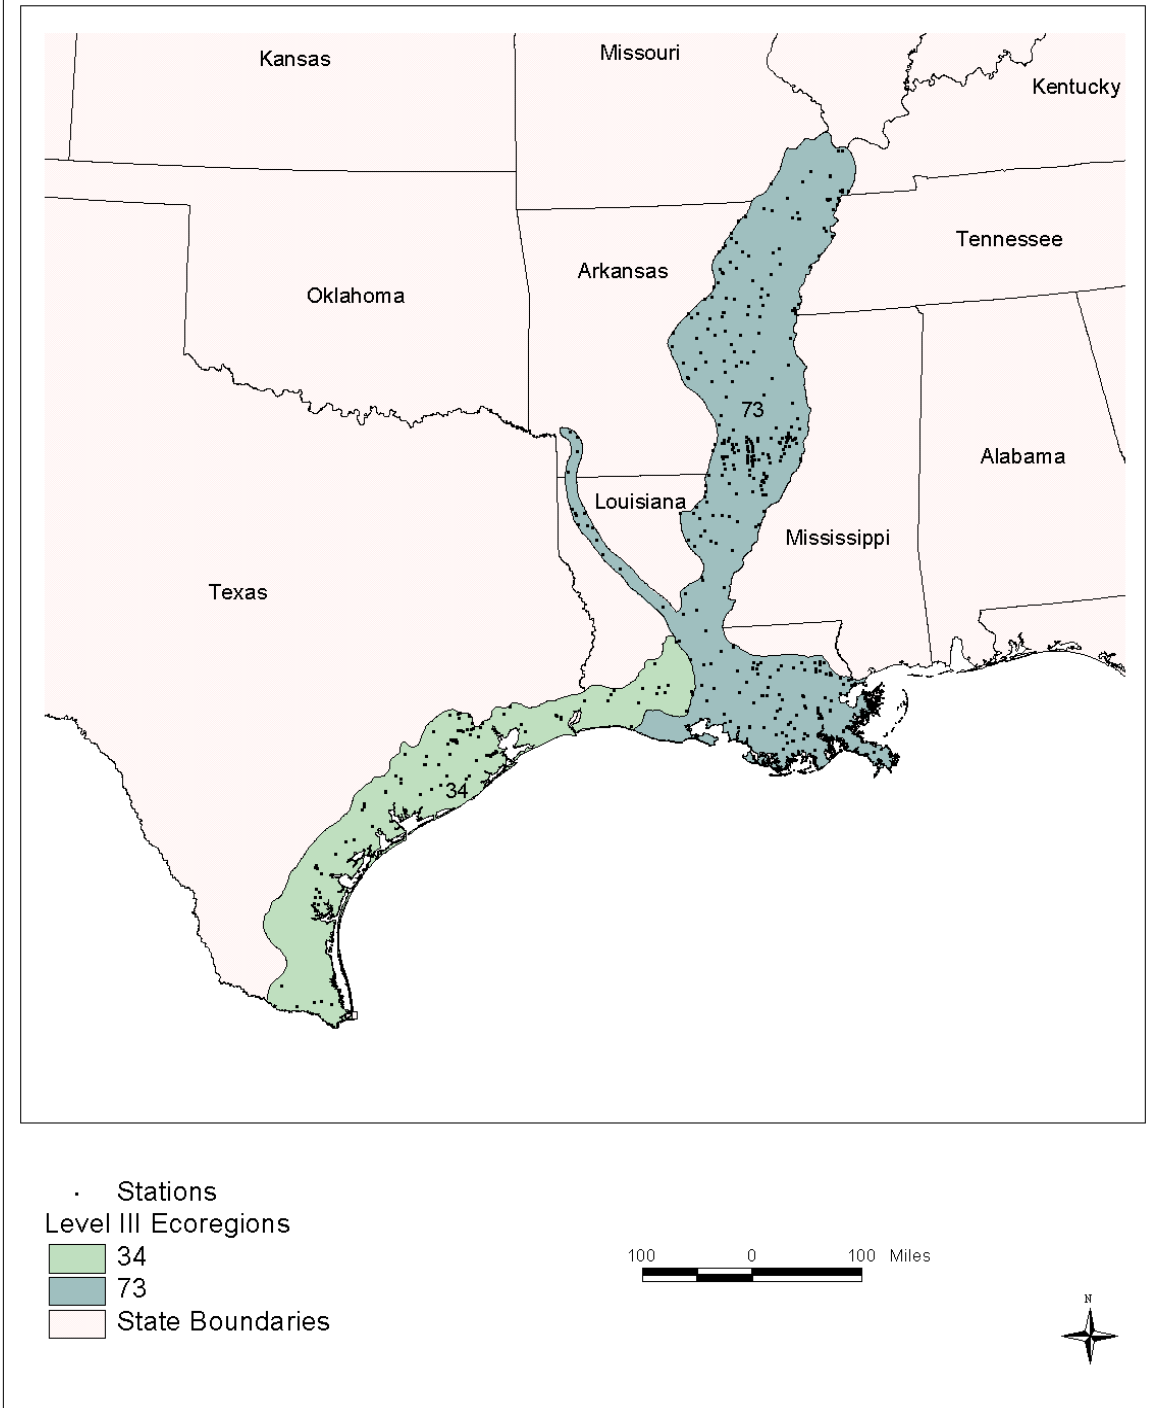 Kansas
Missouri
Kentucky
Tennessee
Arkansas
Oklahoma
73
Alabama
Louisiana
Mississippi
Texas
34
Stations
Level III Ecoregions
34
73
State Boundaries
100 0 100 Miles
N